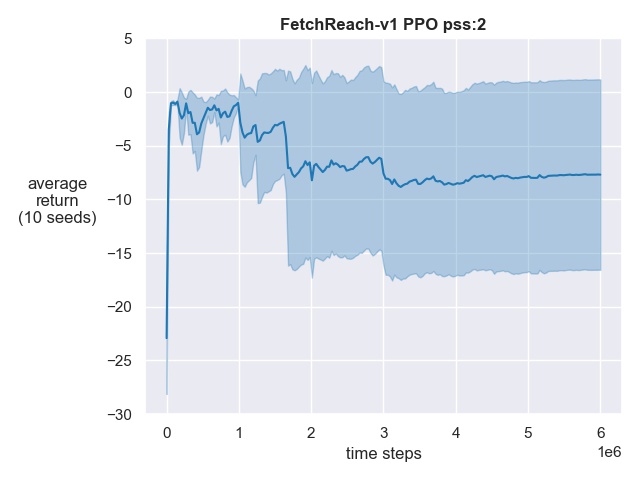 FetchReach-v1 PPO pss:2
5
0
−5
−10
−15
−20
−25
−30
average
return
(10 seeds)
0 1 2 3 4 5 6
1e6
time steps